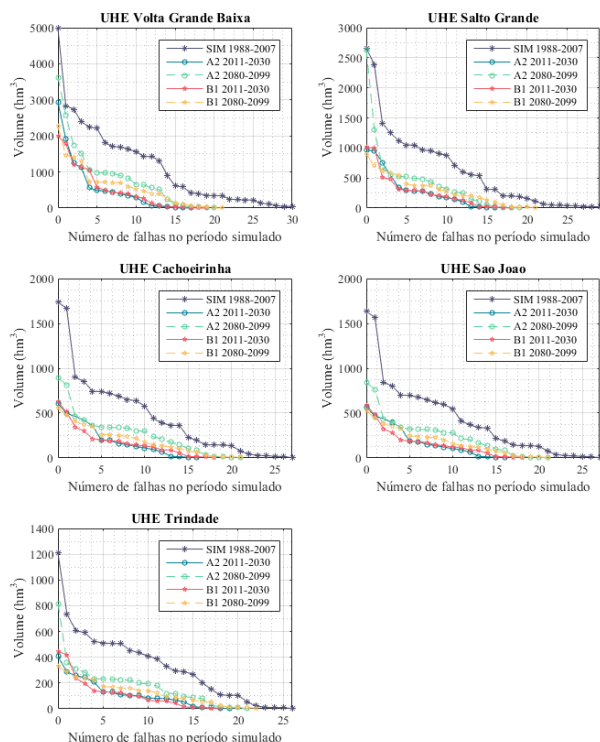 UHE Volta Grande Baixa
5000
4000
3000
2000
1000
0
Volume (hm³)
0 5 10 15 20 25 30
Número de falhas no período simulado
SIM 1988-2007
A2 2011-2030
A2 2080-2099
B1 2011-2030
B1 2080-2099
UHE Salto Grande
3000
2500
2000
1500
1000
500
0
Volume (hm³)
0 5 10 15 20 25
Número de falhas no período simulado
SIM 1988-2007
A2 2011-2030
A2 2080-2099
B1 2011-2030
B1 2080-2099
UHE Cachoeirinha
2000
1500
1000
500
0
Volume (hm³)
0 5 10 15 20 25
Número de falhas no período simulado
SIM 1988-2007
A2 2011-2030
A2 2080-2099
B1 2011-2030
B1 2080-2099
UHE Sao Joao
2000
1500
1000
500
0
Volume (hm³)
0 5 10 15 20 25
Número de falhas no período simulado
SIM 1988-2007
A2 2011-2030
A2 2080-2099
B1 2011-2030
B1 2080-2099
UHE Trindade
1400
1200
1000
800
600
400
200
0
Volume (hm³)
0 5 10 15 20 25
Número de falhas no período simulado
SIM 1988-2007
A2 2011-2030
A2 2080-2099
B1 2011-2030
B1 2080-2099